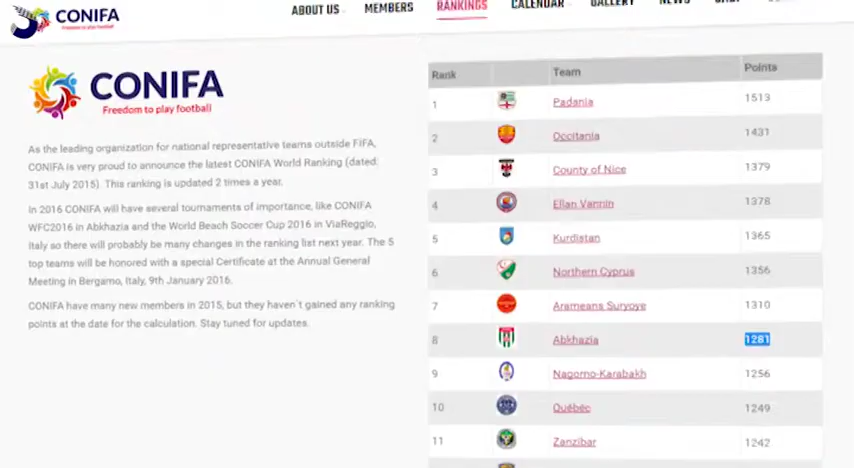 CONIFA
Freedom to play football
ABOUT US
MEMBERS
RANKINGS
CALENDAR
GALLERY
NEWS
CONIFA
Freedom to play football
As the leading organization for national representative teams outside FIFA,
CONIFA is very proud to announce the latest CONIFA World Ranking (dated:
31st July 2015). This ranking is updated 2 times a year.
In 2016 CONIFA will have several tournaments of importance, like CONIFA
WFC2016 in Abkhazia and the World Beach Soccer Cup 2016 in ViaReggio,
Italy so there will probably be many changes in the ranking list next year. The 5
top teams will be honored with a special Certificate at the Annual General
Meeting in Bergamo, Italy, 9th January 2016.
CONIFA have many new members in 2015, but they haven´t gained any ranking
points at the date for the calculation. Stay tuned for updates.
Rank Team Points
1 Padania 1513
2 Occitania 1431
3 County of Nice 1379
4 Ellan Vannin 1378
5 Kurdistan 1365
6 Northern Cyprus 1356
7 Arameans Suryoye 1310
8 Abkhazia 1281
9 Nagorno-Karabakh 1256
10 Québec 1249
11 Zanzibar 1242